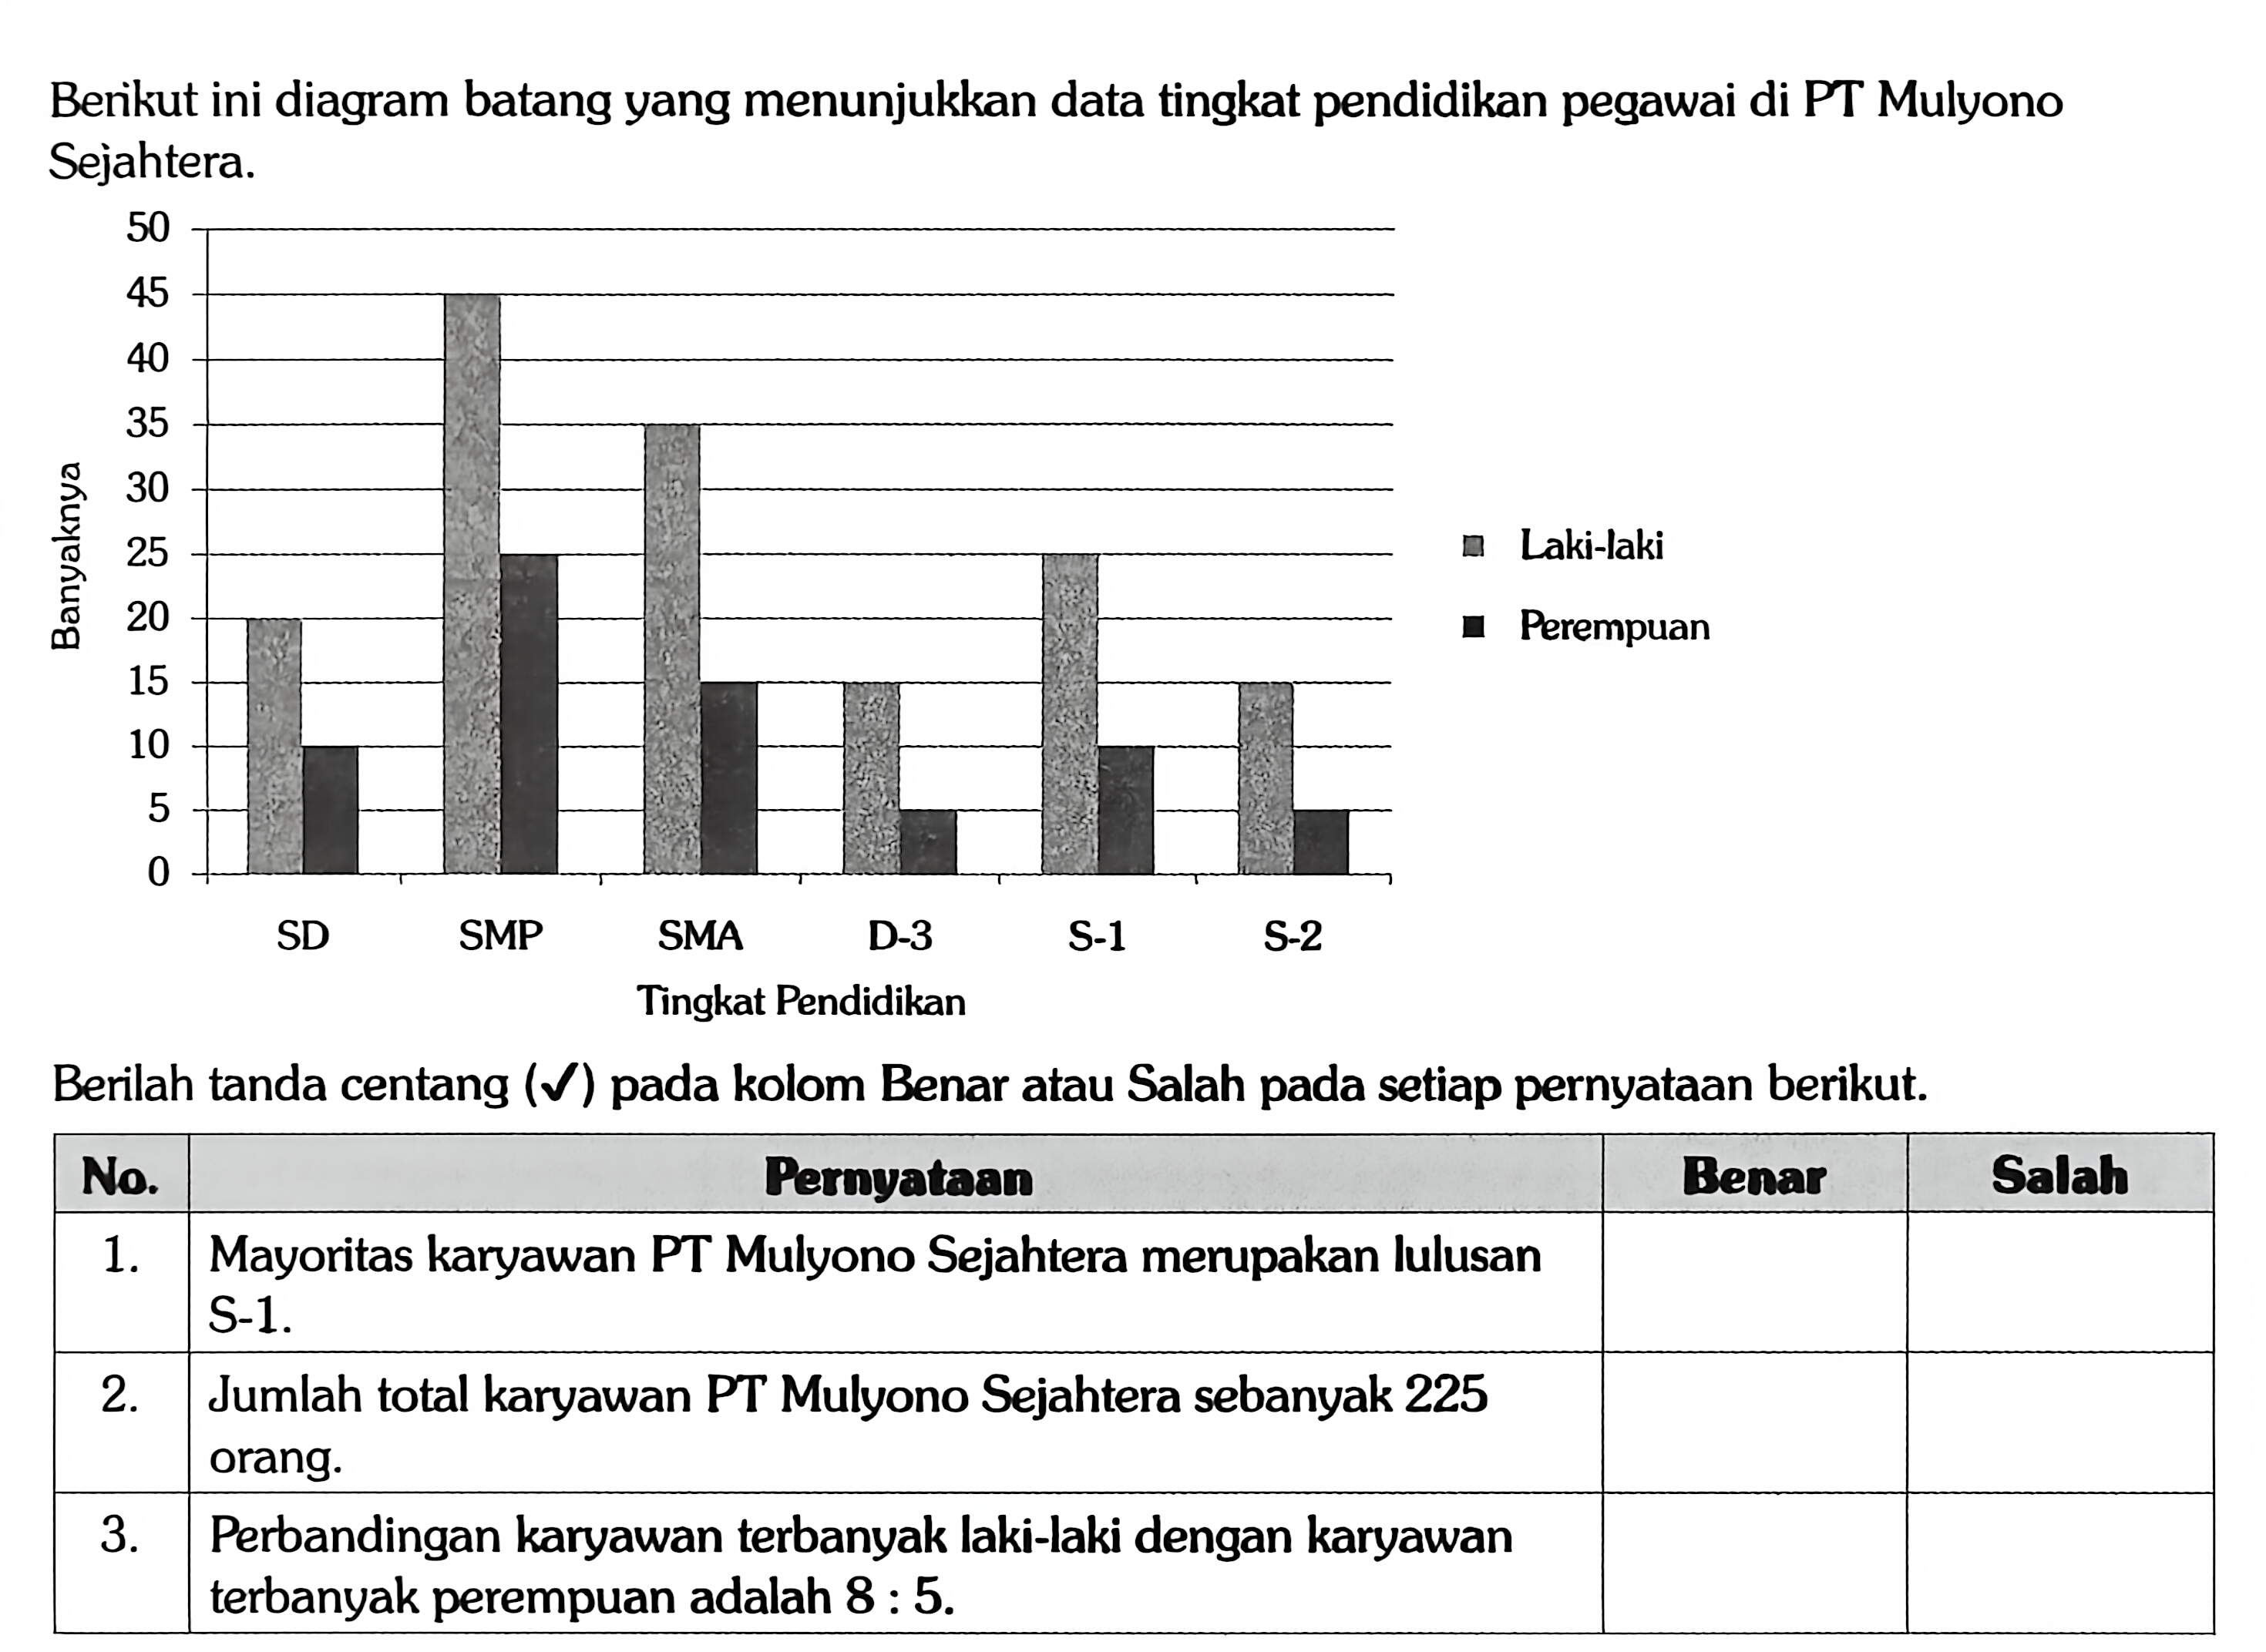 Berikut ini diagram batang yang menunjukkan data tingkat pendidikan pegawai di PT Mulyono
Sejahtera.
50
45
40
35
30
25
20
15
10
5
0
Banyaknya
Laki-laki
Perempuan
SD SMP SMA D-3 S-1 S-2
Tingkat Pendidikan
Berilah tanda centang (✓) pada kolom Benar atau Salah pada setiap pernyataan berikut.
No. Pernyataan Benar Salah
1. Mayoritas karyawan PT Mulyono Sejahtera merupakan lulusan
S-1.
2. Jumlah total karyawan PT Mulyono Sejahtera sebanyak 225
orang.
3. Perbandingan karyawan terbanyak laki-laki dengan karyawan
terbanyak perempuan adalah 8 : 5.